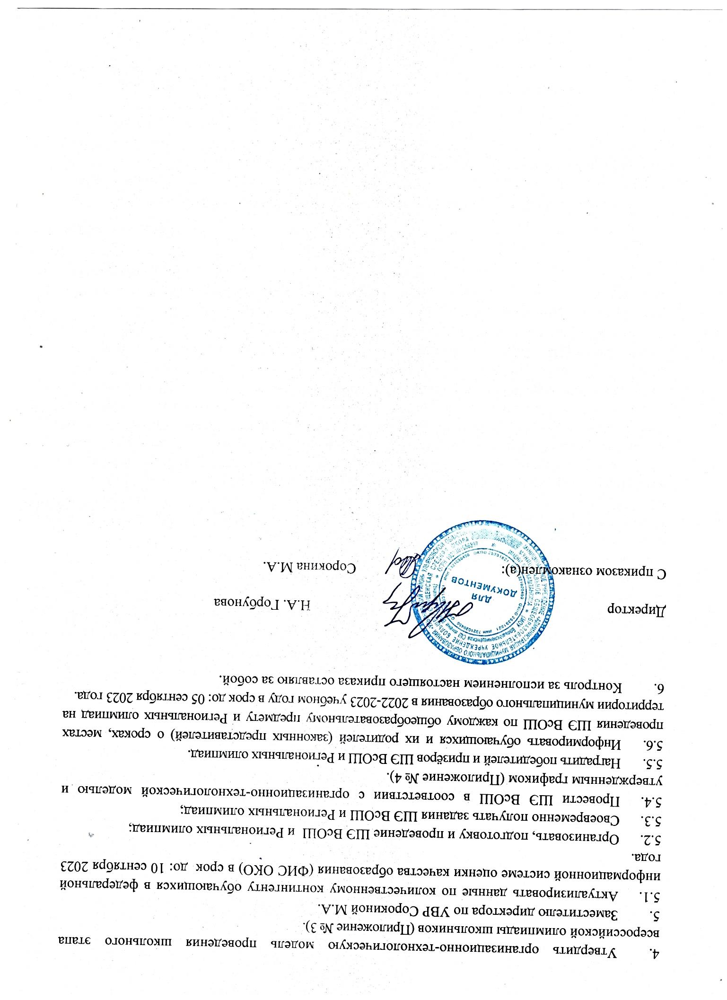 4. Утвердить организационно-технологическую модель проведения школьного этапа
всероссийской олимпиады школьников (Приложение № 3).
5. Заместителю директора по УВР Сорокиной М.А.
5.1. Актуализировать данные по количественному контингенту обучающихся в федеральной
информационной системе оценки качества образования (ФИС ОКО) в срок до: 10 сентября 2023
года.
5.2. Организовать, подготовку и проведение ШЭ ВсОШ и Региональных олимпиад;
5.3. Своевременно получать задания ШЭ ВсОШ и Региональных олимпиад;
5.4. Провести ШЭ ВсОШ в соответствии с организационно-технологической моделью и
утвержденным графиком (Приложение № 4).
5.5. Наградить победителей и призёров ШЭ ВсОШ и Региональных олимпиад.
5.6. Информировать обучающихся и их родителей (законных представителей) о сроках, местах
проведения ШЭ ВсОШ по каждому общеобразовательному предмету и Региональных олимпиад на
территории муниципального образования в 2022-2023 учебном году в срок до: 05 сентября 2023 года.
6. Контроль за исполнением настоящего приказа оставляю за собой.
Директор Н.А. Горбунова
С приказом ознакомлен(а): Сорокина М.А.
ДЛЯ
ДОКУМЕНТОВ